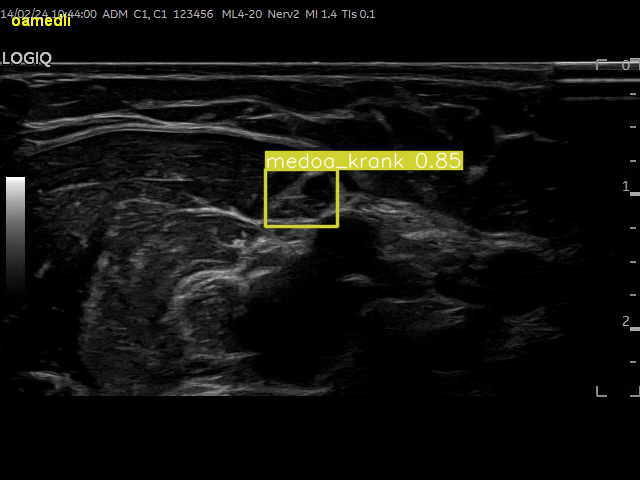 14/02/24 10:44:00 ADM C1, C1 123456 ML4-20 Nerv2 MI 1.4 TIs 0.1
oamedli
LOGIQ
0
medoa_krank 0.85
1
2